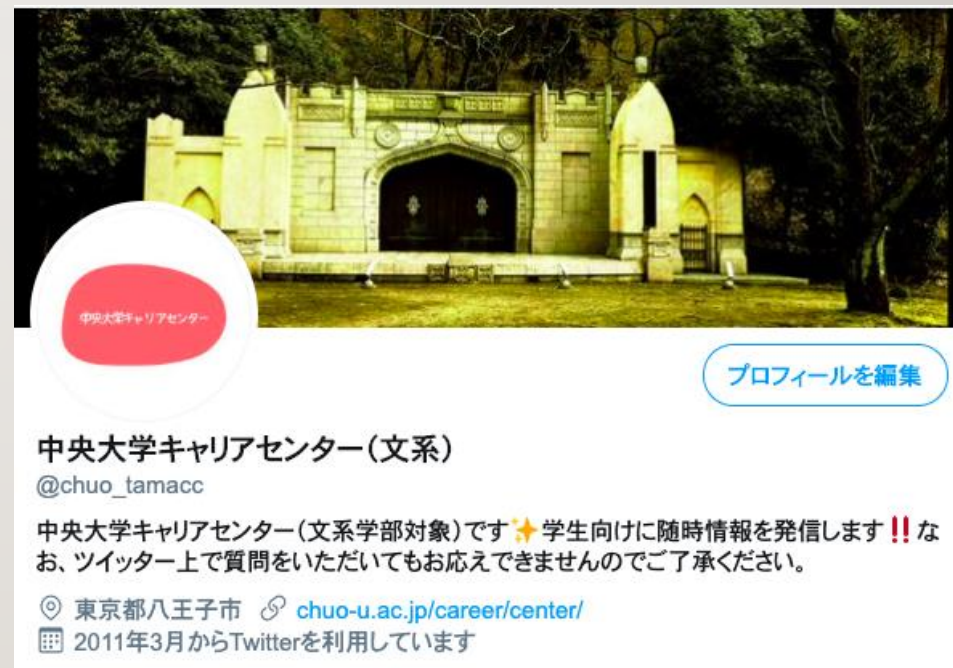 中央大学キャリアセンター
プロフィールを編集
中央大学キャリアセンター（文系）
@chuo_tamacc
中央大学キャリアセンター（文系学部対象）です✨学生向けに随時情報を発信します‼️な
お、ツイッター上で質問をいただいてもお応えできませんのでご了承ください。
東京都八王子市 chuo-u.ac.jp/career/center/
2011年3月からTwitterを利用しています